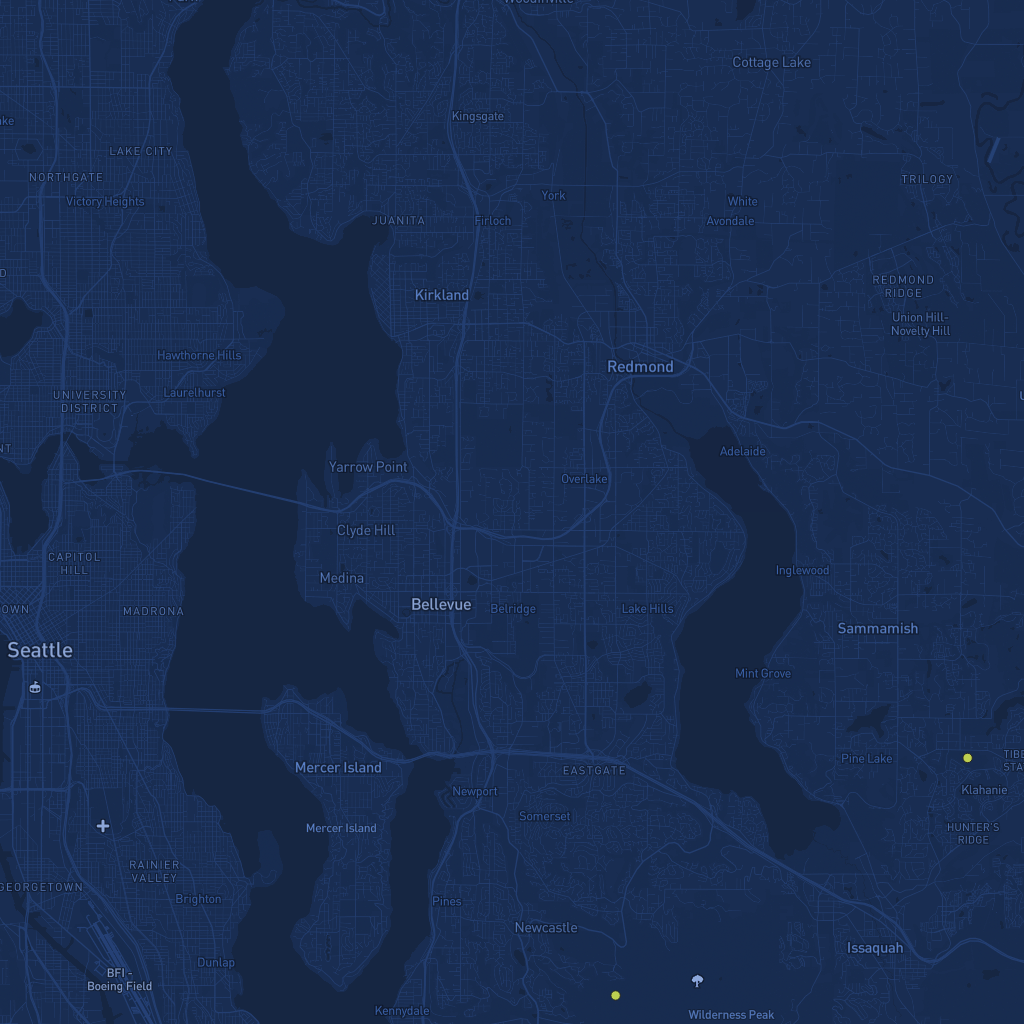 Woodinville
Cottage Lake
Kingsgate
LAKE CITY
NORTHGATE
TRILOGY
Victory Heights
York
White
JUANITA
Firloch
Avondale
REDMOND
RIDGE
Kirkland
Union Hill-
Novelty Hill
Hawthorne Hills
Redmond
Laurelhurst
UNIVERSITY
DISTRICT
Adelaide
Yarrow Point
Overlake
Clyde Hill
CAPITOL
HILL
Inglewood
Medina
Bellevue
Belridge
Lake Hills
MADRONA
Sammamish
Seattle
Mint Grove
Pine Lake
Mercer Island
EASTGATE
Newport
Klahanie
Somerset
Mercer Island
HUNTER'S
RIDGE
RAINIER
VALLEY
GEORGETOWN
Brighton
Pines
Newcastle
Issaquah
Dunlap
BFI -
Boeing Field
Kennydale
Wilderness Peak